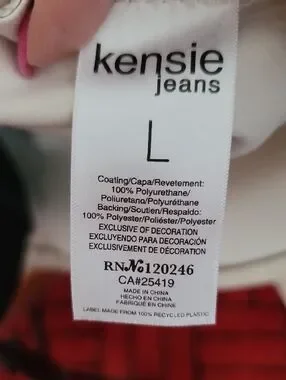 kensie
jeans
L
Coating/Capa/Revetement:
100% Polyurethane/
Poliuretano/Polyuréthane
Backing/Soutien/Respaldo:
100% Polyester/Poliéster/Polyester
EXCLUSIVE OF DECORATION
EXCLUYENDO PARA DECORACIÓN
EXCLUSIVEMENT DE DÉCORATION
RN№120246
CA#25419
MADE IN CHINA
HECHO EN CHINA
FABRIQUÉ EN CHINE
LABEL MADE FROM 100% RECYCLED PLASTIC